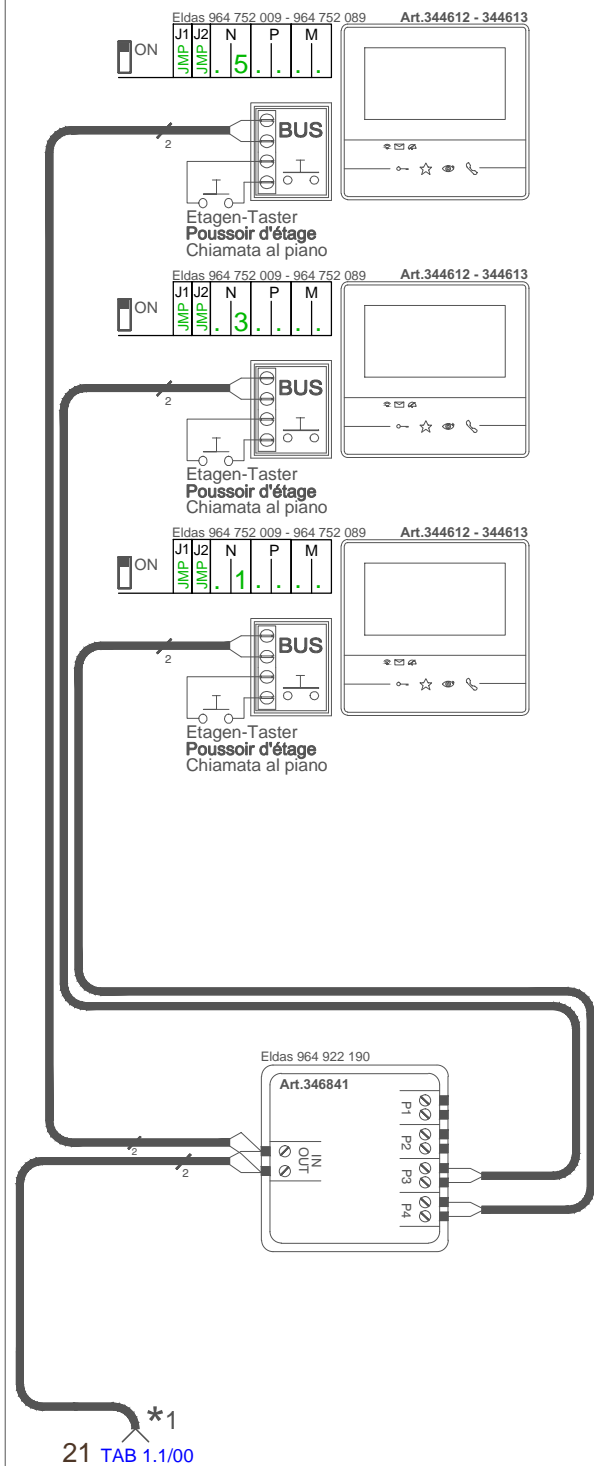 Eldas 964 752 009 - 964 752 089 Art.344612 - 344613
ON J1 J2 N P M
JMP JMP . 5 . . . .
BUS
2
Etagen-Taster
Poussoir d'étage
Chiamata al piano
Eldas 964 752 009 - 964 752 089 Art.344612 - 344613
ON J1 J2 N P M
JMP JMP . 3 . . . .
BUS
2
Etagen-Taster
Poussoir d'étage
Chiamata al piano
Eldas 964 752 009 - 964 752 089 Art.344612 - 344613
ON J1 J2 N P M
JMP JMP . 1 . . . .
BUS
2
Etagen-Taster
Poussoir d'étage
Chiamata al piano
Eldas 964 922 190
Art.346841
P1
P2
IN
OUT
P3
P4
2
2
*1
21 TAB 1.1/00